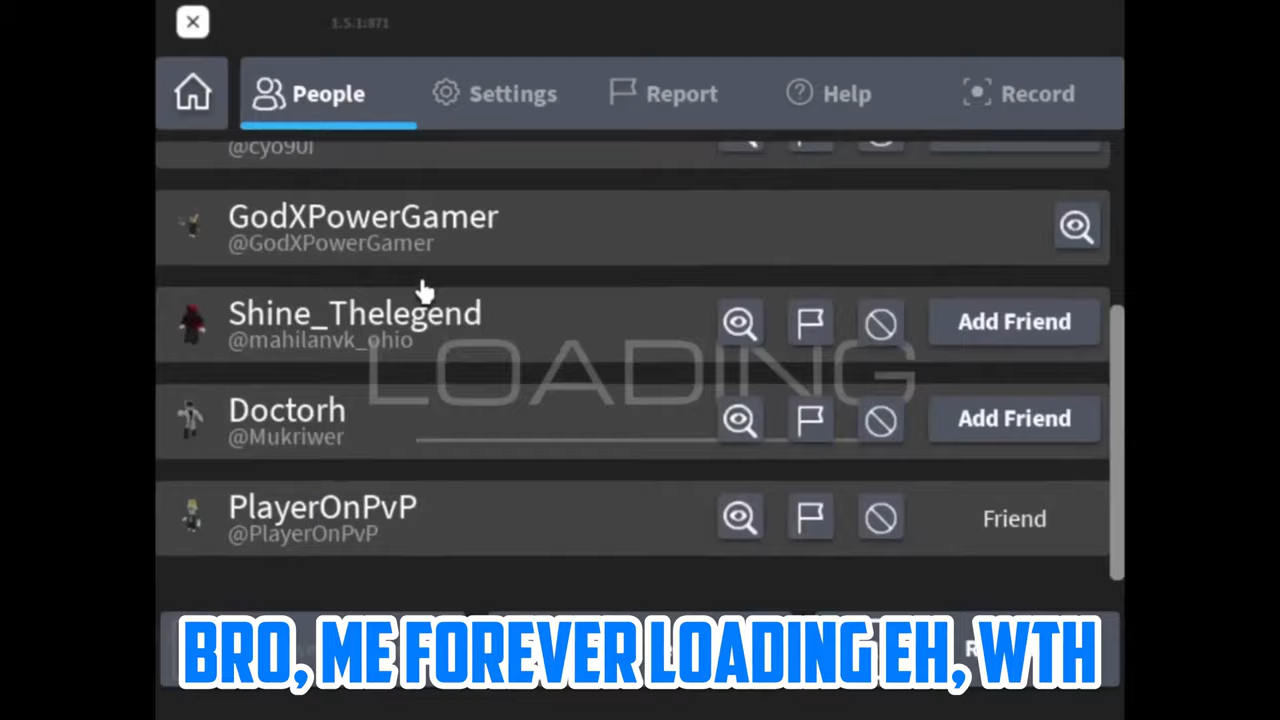 1.5.1:871
People
Settings
Report
Help
Record
@cyo90l
GodXPowerGamer
@GodXPowerGamer
Shine_Thelegend
@mahilanvk_ohio
Add Friend
LOADING
Doctorh
@Mukriwer
Add Friend
PlayerOnPvP
@PlayerOnPvP
Friend
BRO, ME FOREVER LOADING EH, WTH